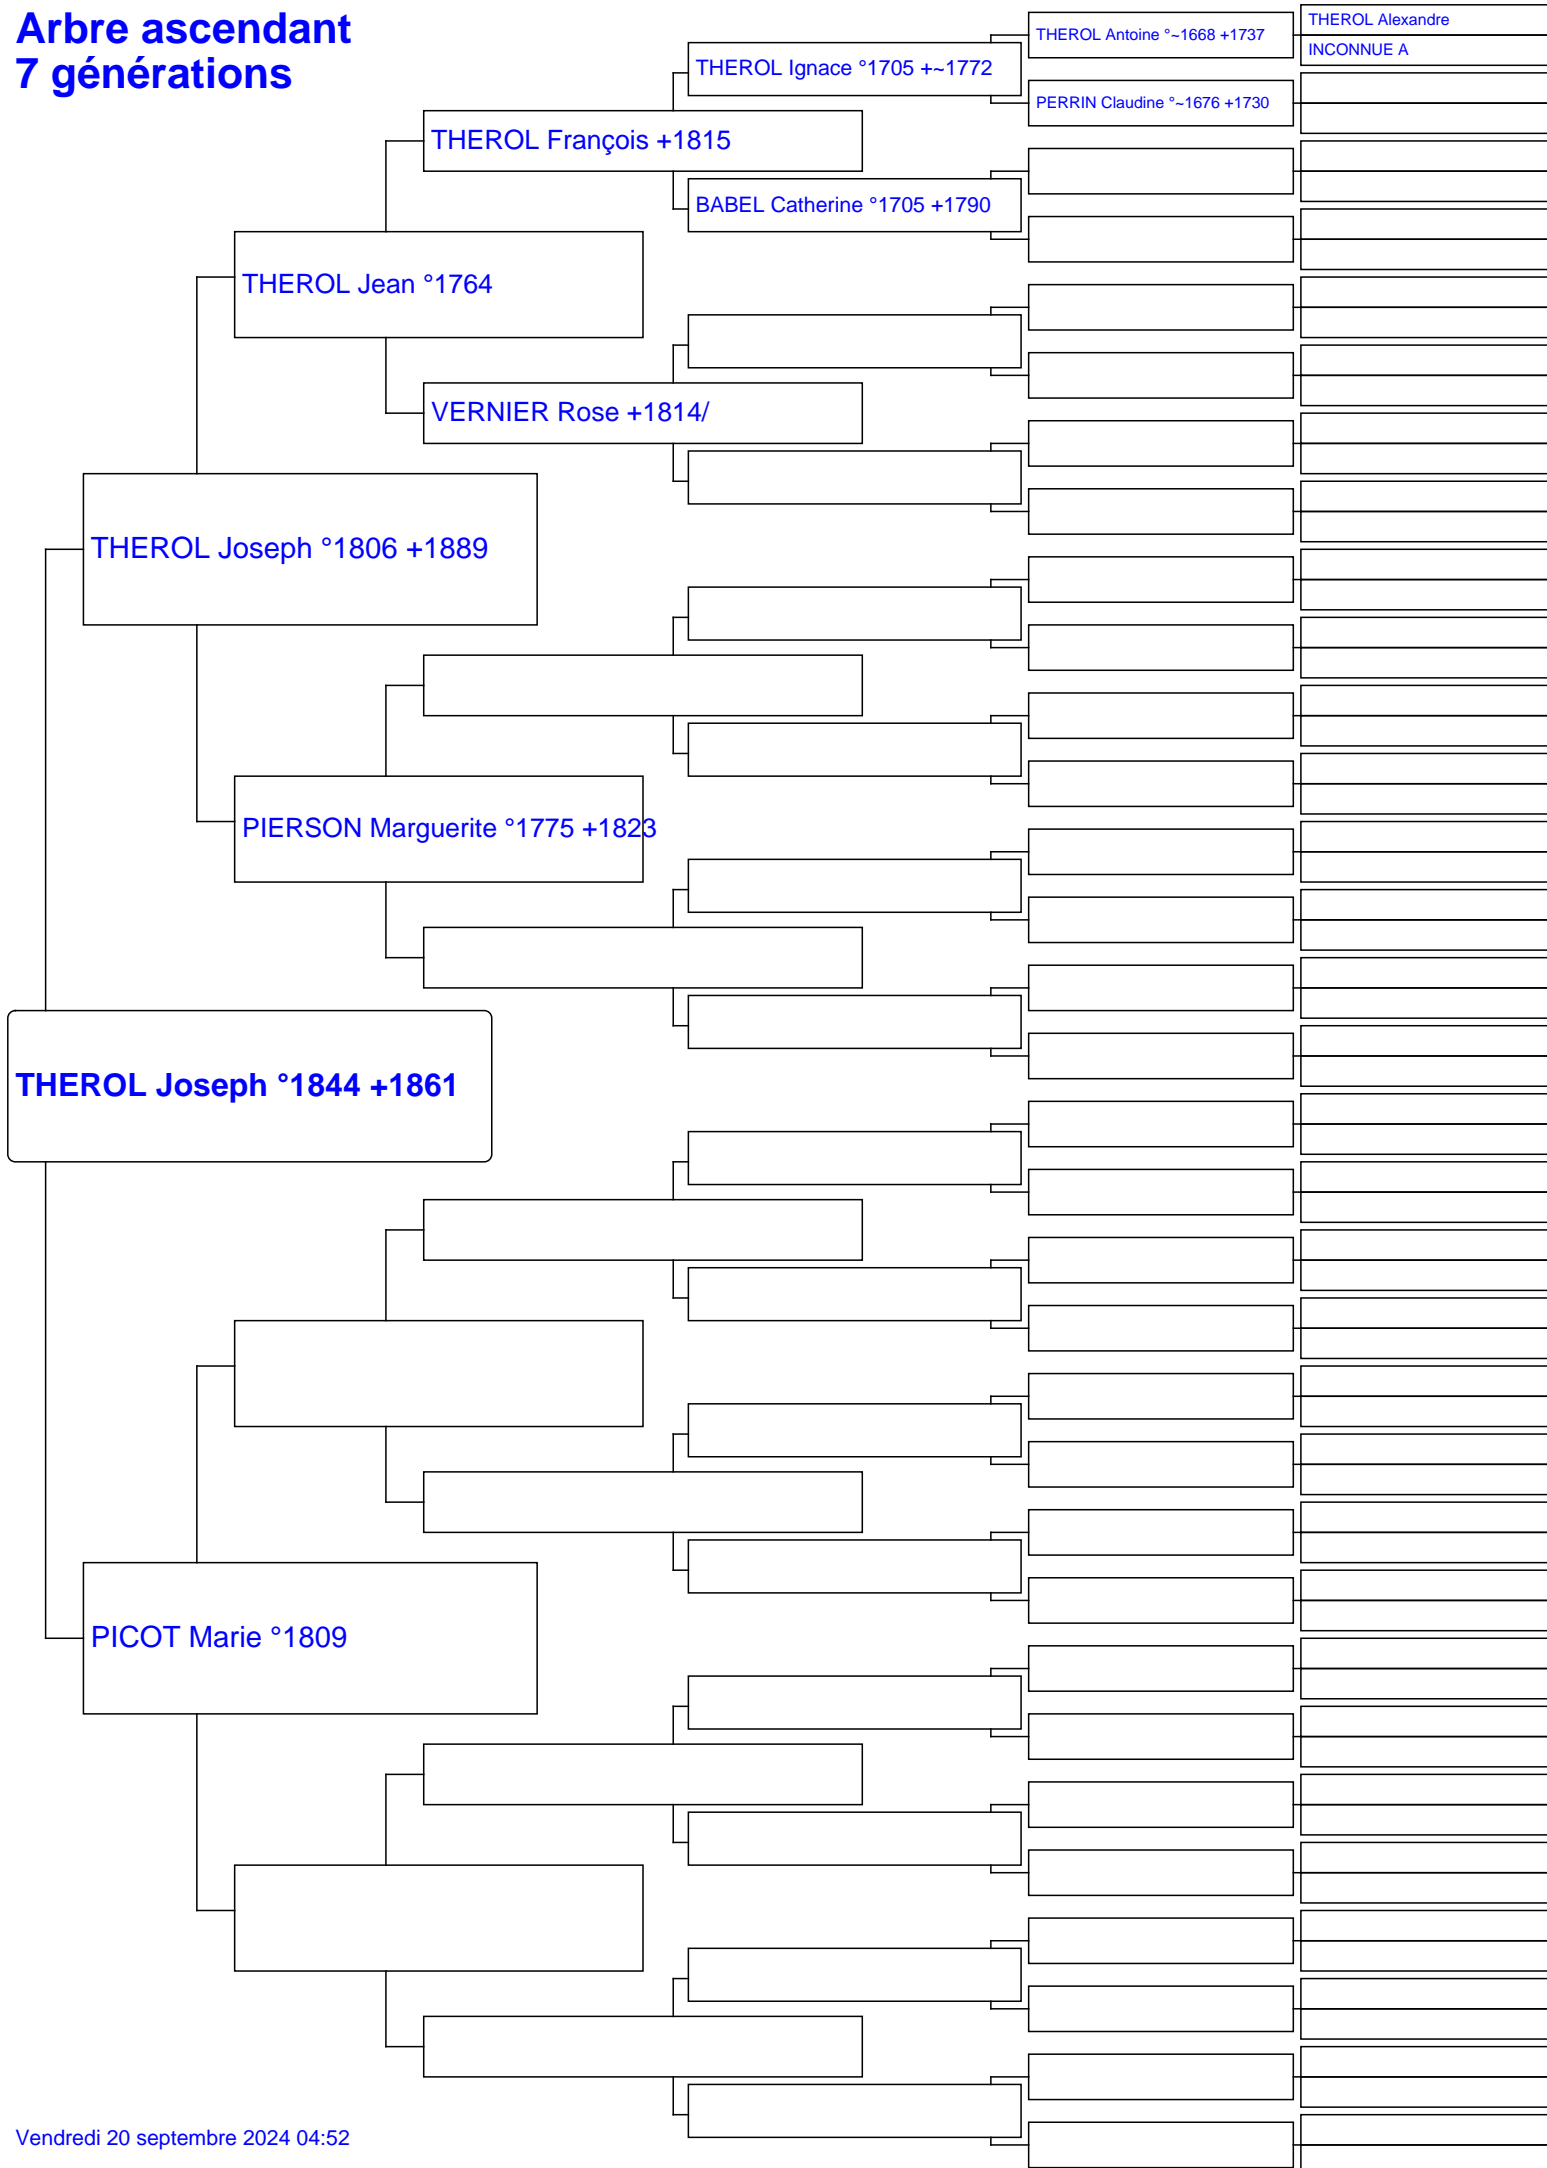 Arbre ascendant
7 générations
THEROL Alexandre
THEROL Antoine °~1668 +1737
INCONNUE A
THEROL Ignace °1705 +~1772
PERRIN Claudine °~1676 +1730
THEROL François +1815
BABEL Catherine °1705 +1790
THEROL Jean °1764
VERNIER Rose +1814/
THEROL Joseph °1806 +1889
PIERSON Marguerite °1775 +1823
THEROL Joseph °1844 +1861
PICOT Marie °1809
Vendredi 20 septembre 2024 04:52